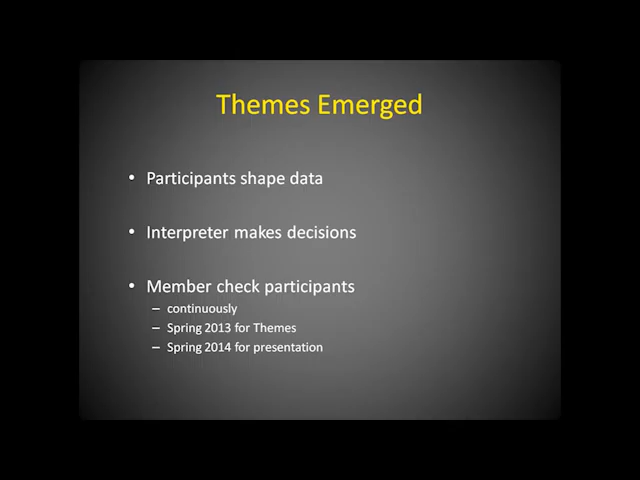 Themes Emerged
• Participants shape data
• Interpreter makes decisions
• Member check participants
– continuously
– Spring 2013 for Themes
– Spring 2014 for presentation